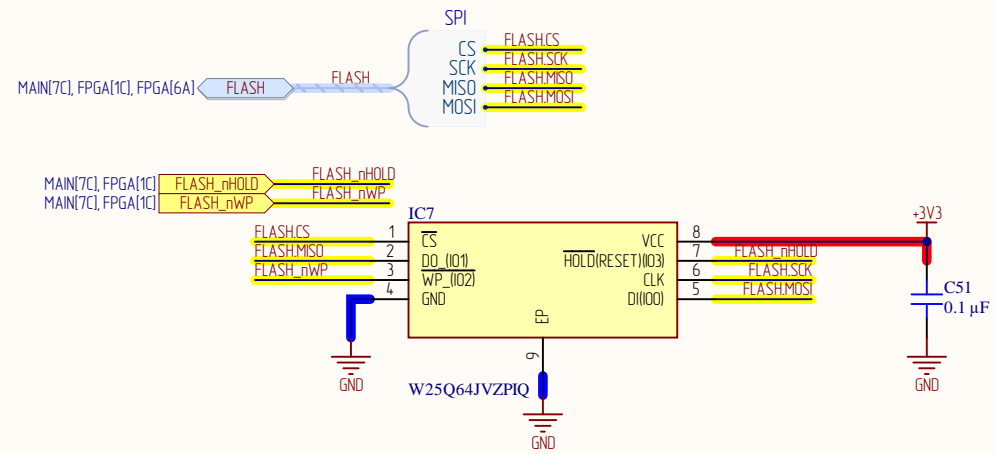 SPI
CS FLASH.CS
SCK FLASH.SCK
MAIN[7C], FPGA[1C], FPGA[6A] FLASH FLASH MISO FLASH.MISO
MOSI FLASH.MOSI
MAIN[7C], FPGA[1C] FLASH_nHOLD FLASH_nHOLD
MAIN[7C], FPGA[1C] FLASH_nWP FLASH_nWP
IC7 +3V3
FLASH.CS 1 CS VCC 8
FLASH.MISO 2 DO_(IO1) HOLD(RESET)(IO3) 7 FLASH_nHOLD
FLASH_nWP 3 WP_(IO2) CLK 6 FLASH.SCK
4 GND DI(IO0) 5 FLASH.MOSI
C51
0.1 µF
EP
9
GND
W25Q64JVZPIQ
GND
GND